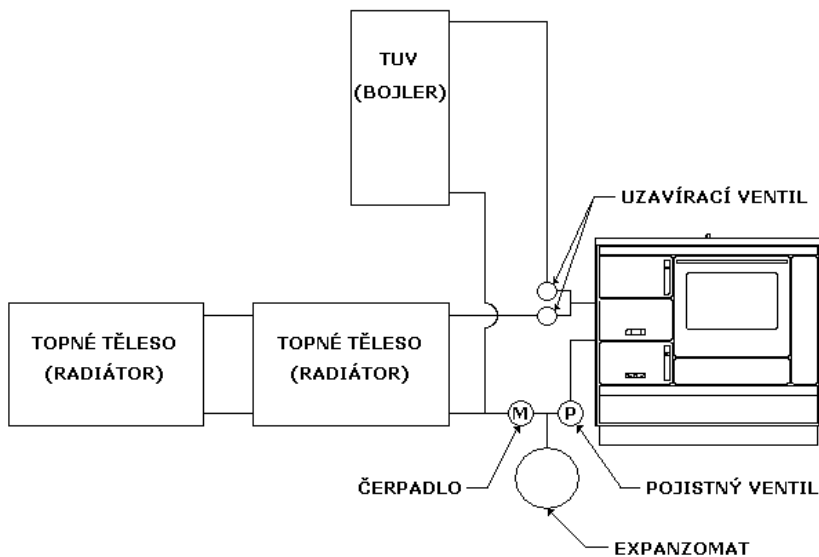 TUV
(BOJLER)
UZAVÍRACÍ VENTIL
TOPNÉ TĚLESO
(RADIÁTOR)
TOPNÉ TĚLESO
(RADIÁTOR)
M
P
ČERPADLO
POJISTNÝ VENTIL
EXPANZOMAT